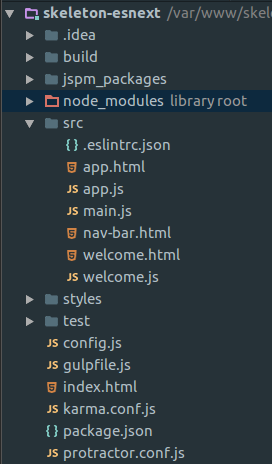 skeleton-esnext /var/www/skele
.idea
build
jspm_packages
node_modules library root
src
{} .eslintrc.json
app.html
JS app.js
JS main.js
nav-bar.html
welcome.html
JS welcome.js
styles
test
JS config.js
JS gulpfile.js
index.html
JS karma.conf.js
{} package.json
JS protractor.conf.js